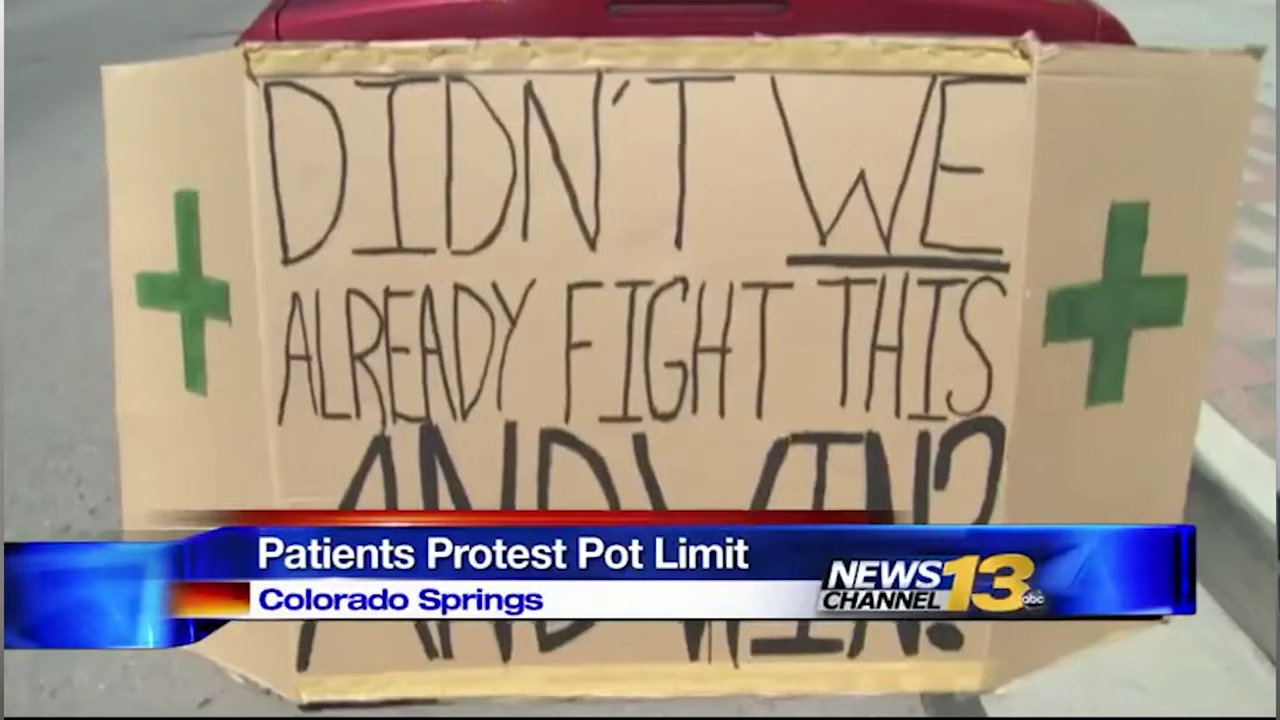 DIDN'T WE
ALREADY FIGHT THIS
AND WIN?
Patients Protest Pot Limit
Colorado Springs
NEWS
CHANNEL 13 abc